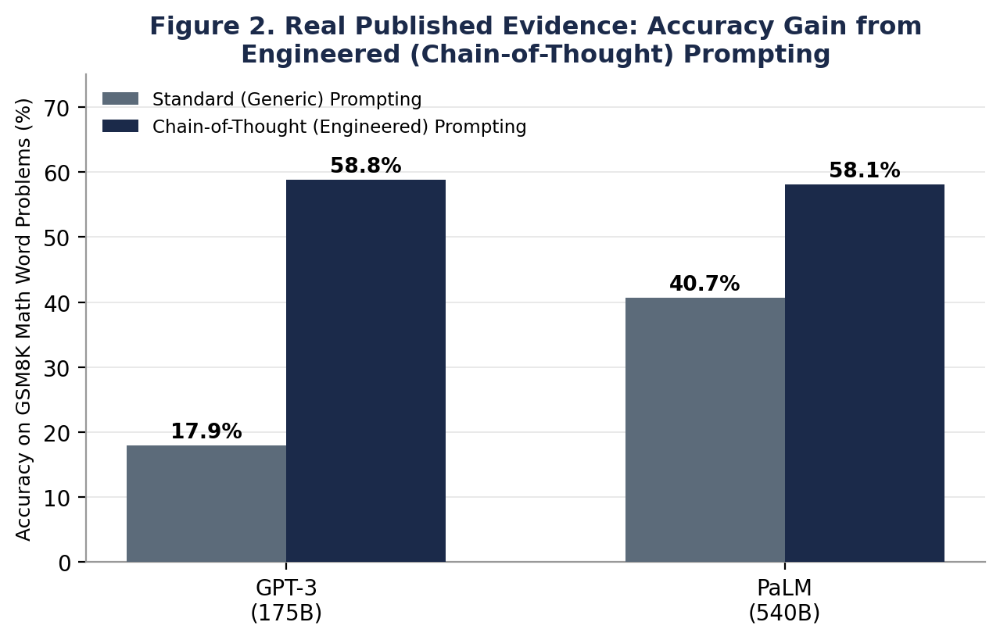 Figure 2. Real Published Evidence: Accuracy Gain from
Engineered (Chain-of-Thought) Prompting
Accuracy on GSM8K Math Word Problems (%)
Standard (Generic) Prompting
Chain-of-Thought (Engineered) Prompting
70
60
50
40
30
20
10
0
17.9%
58.8%
40.7%
58.1%
GPT-3
(175B)
PaLM
(540B)